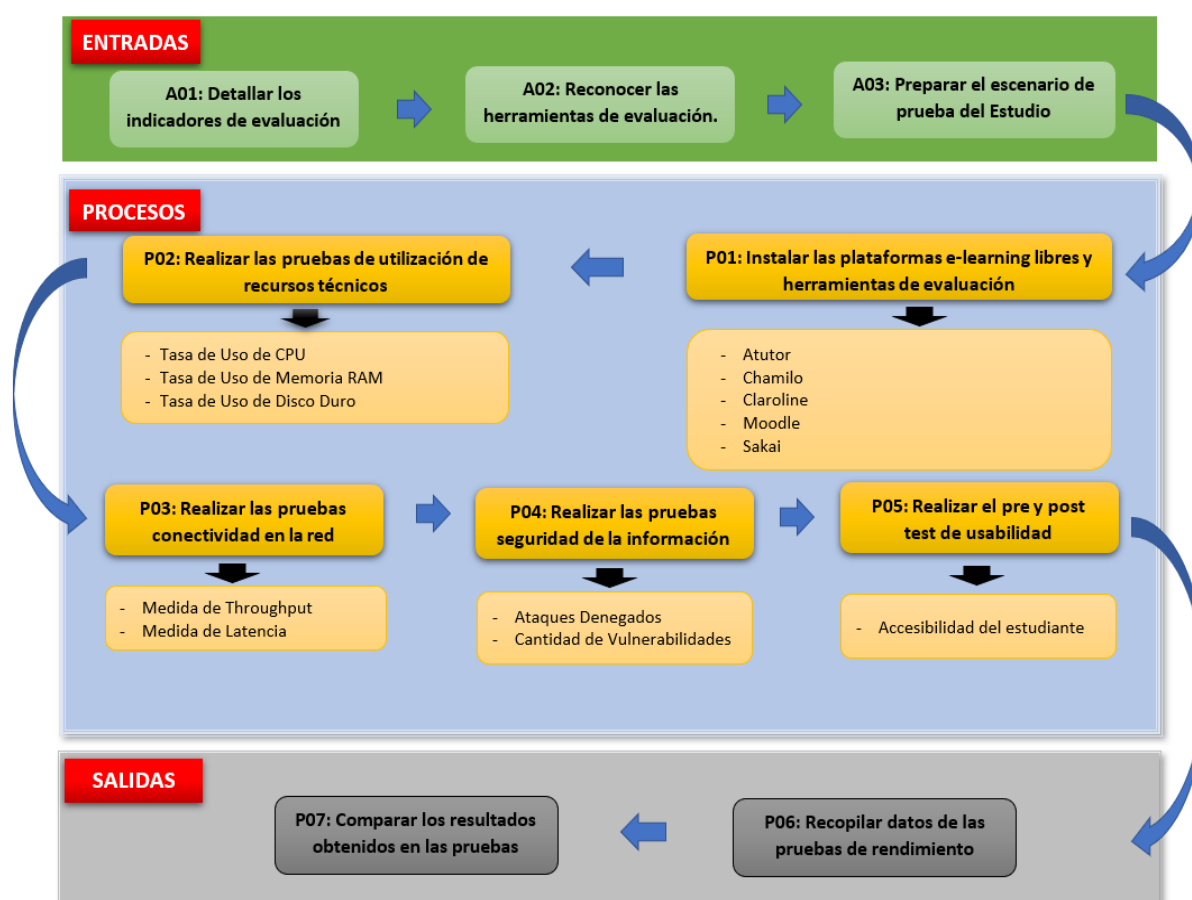 ENTRADAS
A01: Detallar los
indicadores de evaluación
A02: Reconocer las
herramientas de evaluación.
A03: Preparar el escenario de
prueba del Estudio
PROCESOS
P01: Instalar las plataformas e-learning libres y
herramientas de evaluación
- Atutor
- Chamilo
- Claroline
- Moodle
- Sakai
P02: Realizar las pruebas de utilización de
recursos técnicos
- Tasa de Uso de CPU
- Tasa de Uso de Memoria RAM
- Tasa de Uso de Disco Duro
P03: Realizar las pruebas
conectividad en la red
- Medida de Throughput
- Medida de Latencia
P04: Realizar las pruebas
seguridad de la información
- Ataques Denegados
- Cantidad de Vulnerabilidades
P05: Realizar el pre y post
test de usabilidad
- Accesibilidad del estudiante
SALIDAS
P06: Recopilar datos de las
pruebas de rendimiento
P07: Comparar los resultados
obtenidos en las pruebas